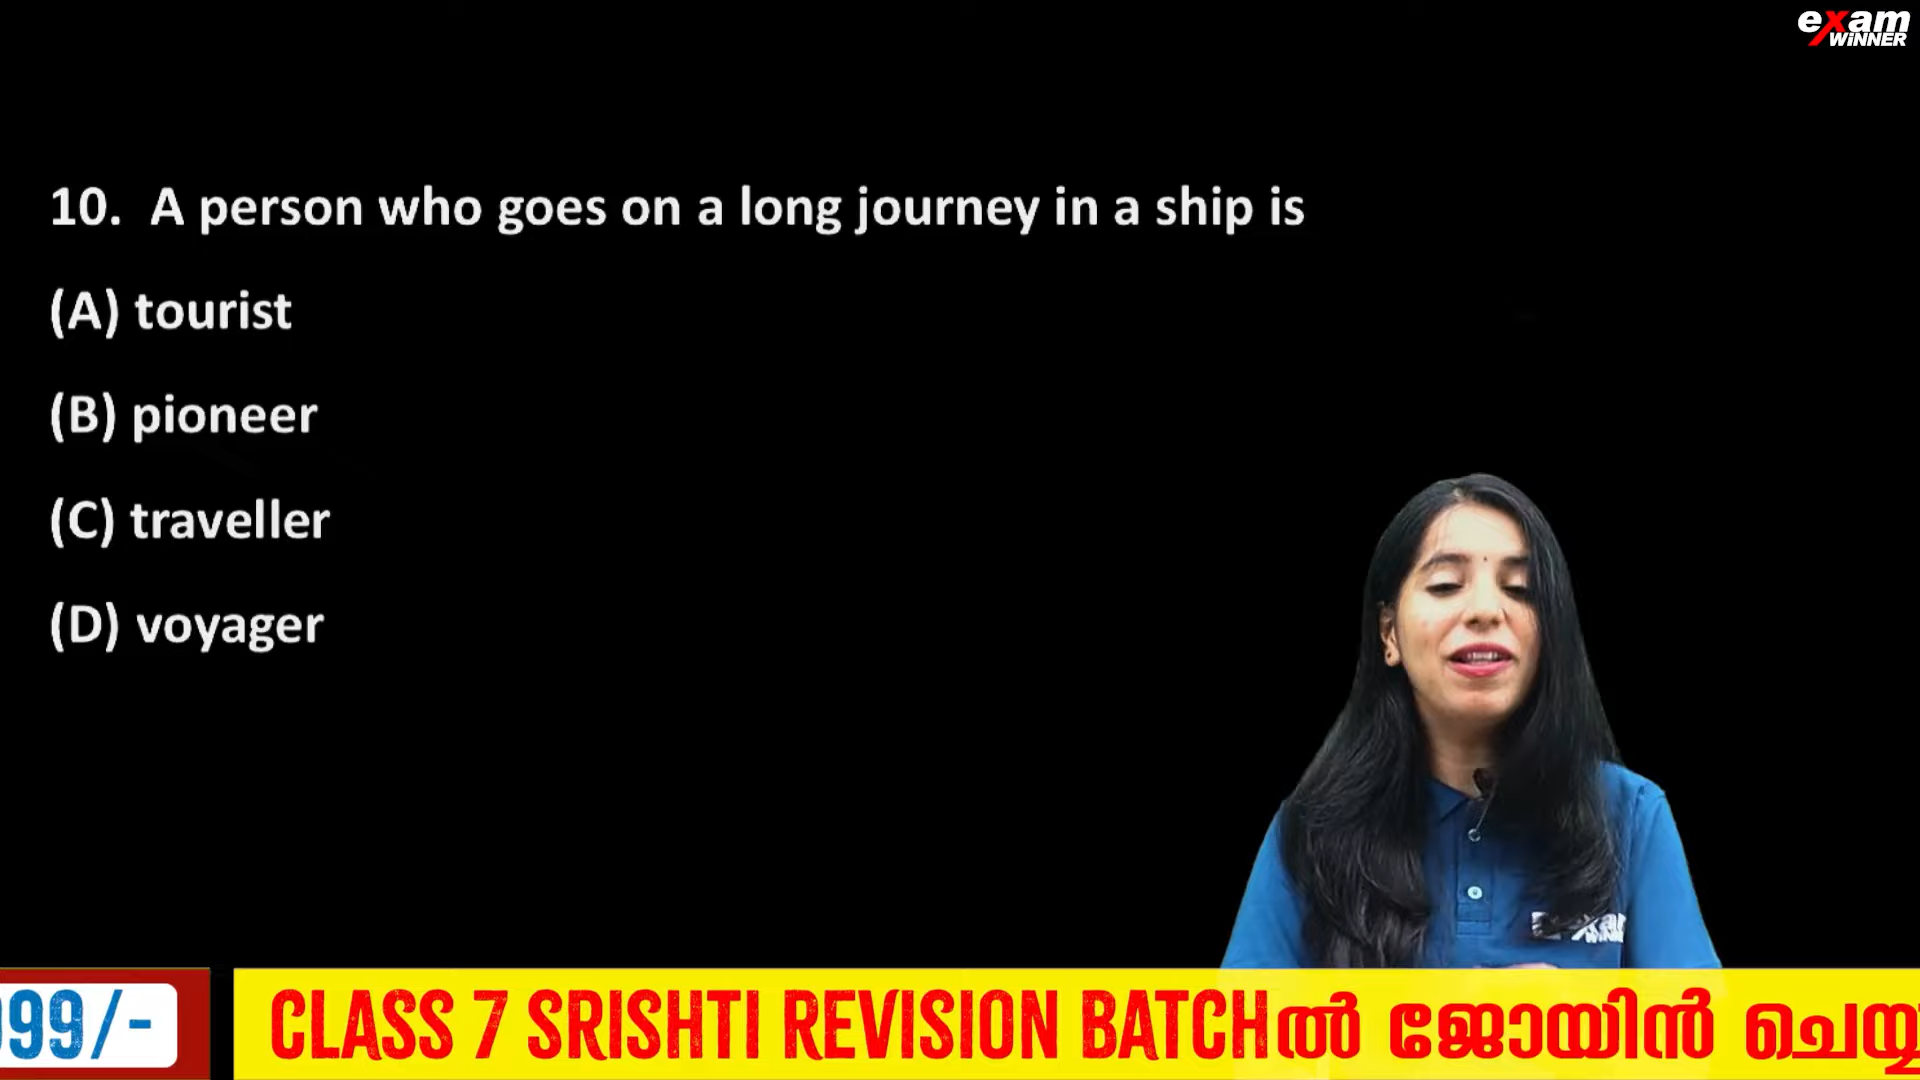 exam
WINNER
10. A person who goes on a long journey in a ship is
(A) tourist
(B) pioneer
(C) traveller
(D) voyager
99/-
CLASS 7 SRISHTI REVISION BATCHൽ ജോയിൻ